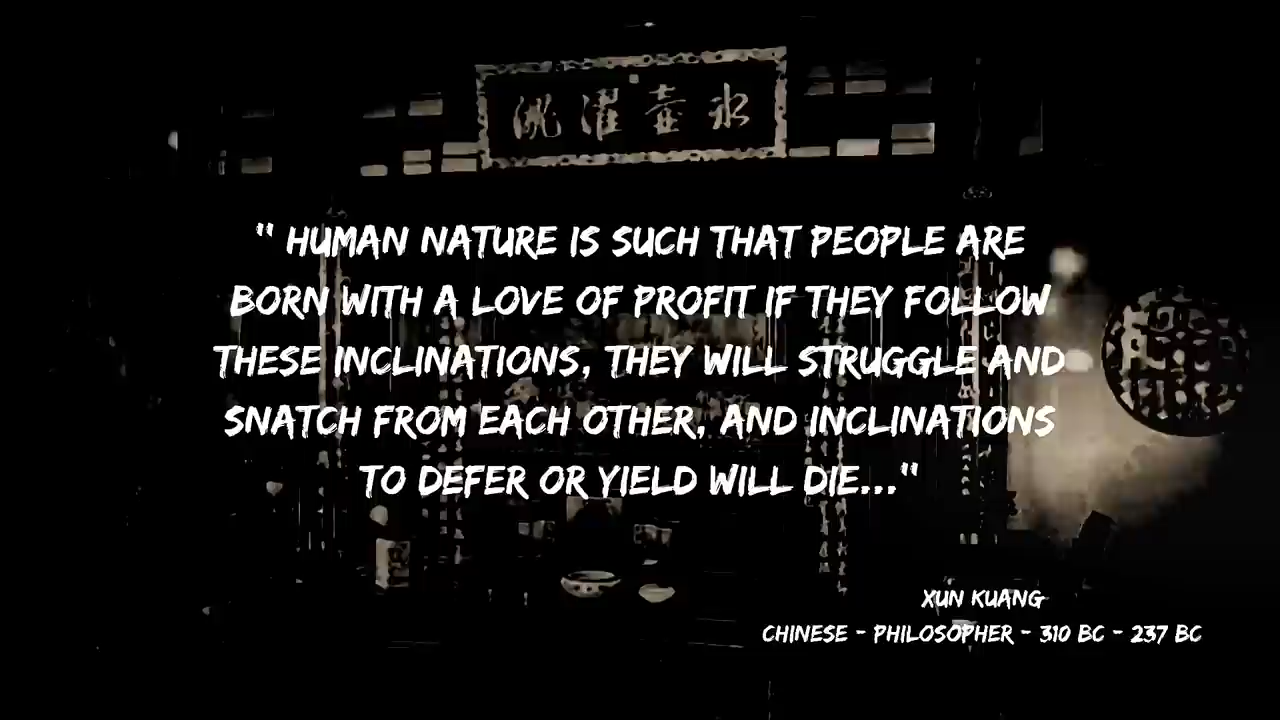 壺濯
" HUMAN NATURE IS SUCH THAT PEOPLE ARE
BORN WITH A LOVE OF PROFIT IF THEY FOLLOW
THESE INCLINATIONS, THEY WILL STRUGGLE AND
SNATCH FROM EACH OTHER, AND INCLINATIONS
TO DEFER OR YIELD WILL DIE..."
XUN KUANG
CHINESE - PHILOSOPHER - 310 BC - 237 BC